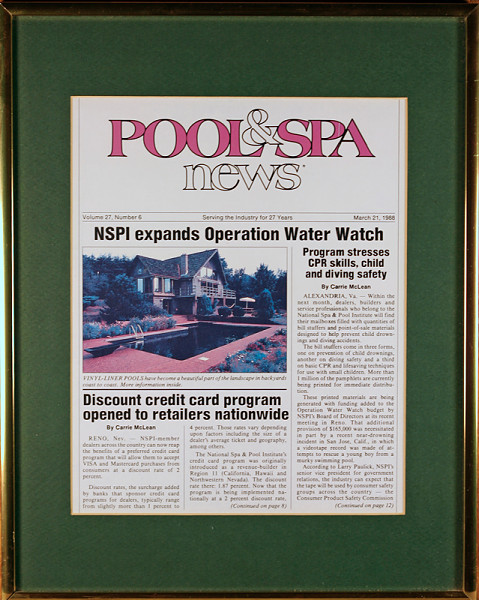 POOL & SPA
news
Volume 27, Number 6 Serving the Industry for 27 Years March 21, 1988
NSPI expands Operation Water Watch
VINYL-LINER POOLS have become a beautiful part of the landscape in backyards
coast to coast. More information inside.
Program stresses
CPR skills, child
and diving safety
By Carrie McLean
ALEXANDRIA, Va. — Within the
next month, dealers, builders and
service professionals who belong to the
National Spa & Pool Institute will find
their mailboxes filled with quantities of
bill stuffers and point-of-sale materials
designed to help prevent child drown-
ings and diving accidents.
The bill stuffers come in three forms,
one on prevention of child drownings,
another on diving safety and a third
on basic CPR and lifesaving techniques
for use with small children. More than
1 million of the pamphlets are currently
being printed for immediate distribu-
tion.
These printed materials are being
generated with funding added to the
Operation Water Watch budget by
NSPI's Board of Directors at its recent
meeting in Reno. That additional
provision of $165,000 was necessitated
in part by a recent near-drowning
incident in San Jose, Calif., in which
a videotape record was made of at-
tempts to rescue a young boy from a
murky swimming pool.
According to Larry Paulick, NSPI's
senior vice president for government
relations, the industry can expect that
the tape will be used by consumer safety
groups across the country — the
Consumer Product Safety Commission
(Continued on page 12)
Discount credit card program
opened to retailers nationwide
By Carrie McLean
RENO, Nev. — NSPI-member
dealers across the country can now reap
the benefits of a preferred credit card
program that will allow them to accept
VISA and Mastercard purchases from
consumers at a discount rate of 2
percent.
Discount rates, the surcharge added
by banks that sponsor credit card
programs for dealers, typically range
from slightly more than 1 percent to
4 percent. Those rates vary depending
upon factors including the size of a
dealer's average ticket and geography,
among others.
The National Spa & Pool Institute's
credit card program was originally
introduced as a revenue-builder in
Region 11 (California, Hawaii and
Northwestern Nevada). The discount
rate there: 1.87 percent. Now that the
program is being implemented na-
tionally at a 2 percent discount rate,
(Continued on page 8)